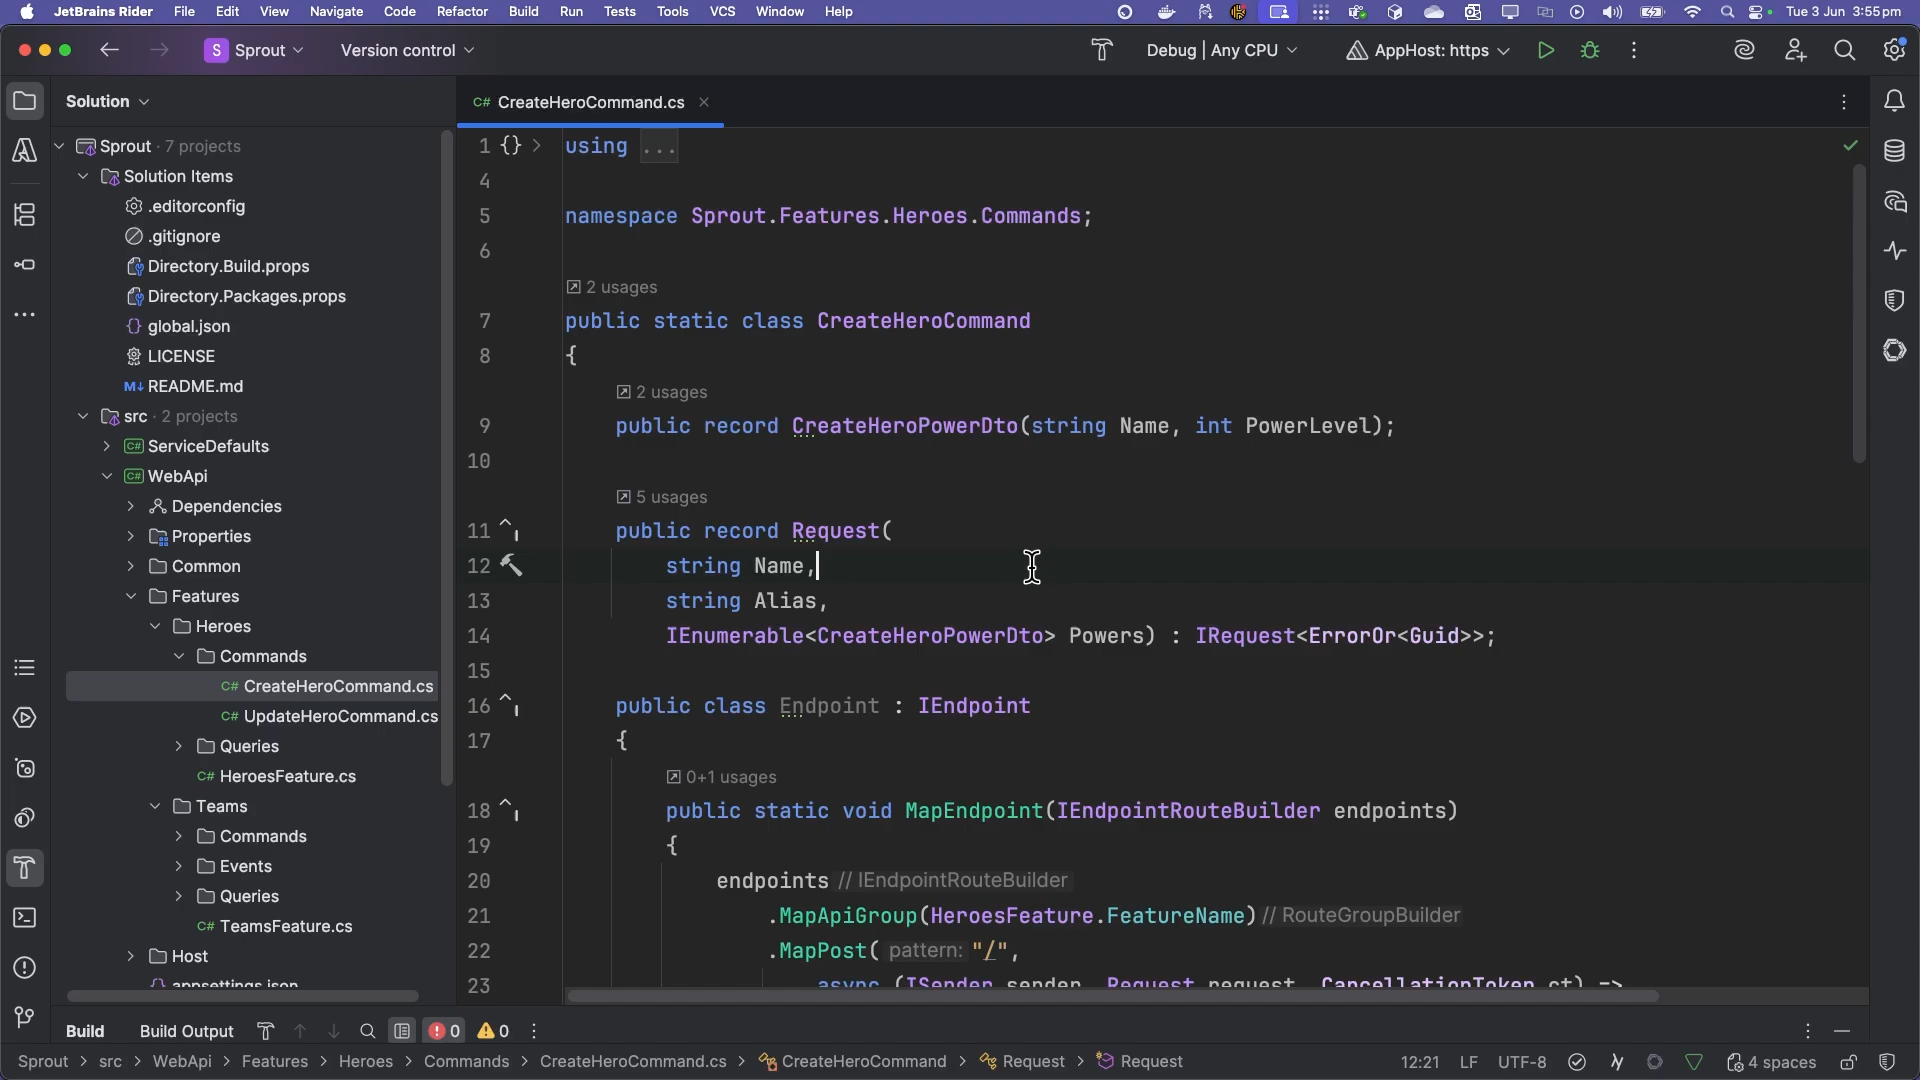 JetBrains Rider File Edit View Navigate Code Refactor Build Run Tests Tools VCS Window Help Tue 3 Jun 3:55pm
S Sprout Version control Debug | Any CPU AppHost: https
Solution
Sprout · 7 projects
Solution Items
.editorconfig
.gitignore
Directory.Build.props
Directory.Packages.props
{} global.json
LICENSE
M↓ README.md
src · 2 projects
C# ServiceDefaults
C# WebApi
Dependencies
Properties
Common
Features
Heroes
Commands
C# CreateHeroCommand.cs
C# UpdateHeroCommand.cs
Queries
C# HeroesFeature.cs
Teams
Commands
Events
Queries
C# TeamsFeature.cs
Host
{} appsettings.json
C# CreateHeroCommand.cs
1 {} using ...
4
5 namespace Sprout.Features.Heroes.Commands;
6
2 usages
7 public static class CreateHeroCommand
8 {
2 usages
9 public record CreateHeroPowerDto(string Name, int PowerLevel);
10
5 usages
11 public record Request(
12 string Name,
13 string Alias,
14 IEnumerable<CreateHeroPowerDto> Powers) : IRequest<ErrorOr<Guid>>;
15
16 public class Endpoint : IEndpoint
17 {
0+1 usages
18 public static void MapEndpoint(IEndpointRouteBuilder endpoints)
19 {
20 endpoints // IEndpointRouteBuilder
21 .MapApiGroup(HeroesFeature.FeatureName) // RouteGroupBuilder
22 .MapPost( pattern: "/",
23 async (ISender sender, Request request, CancellationToken ct) =>
Build Build Output 0 0
Sprout > src > WebApi > Features > Heroes > Commands > CreateHeroCommand.cs > CreateHeroCommand > Request > Request 12:21 LF UTF-8 4 spaces